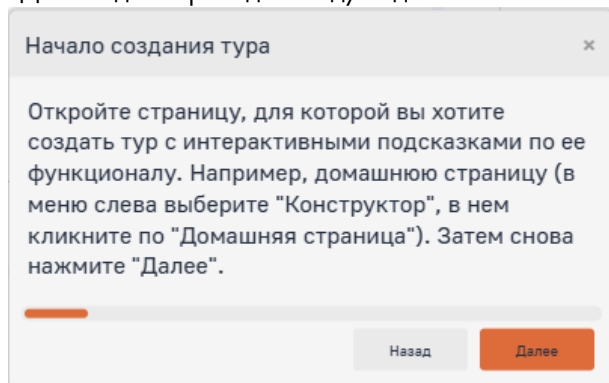 Начало создания тура ×
Откройте страницу, для которой вы хотите
создать тур с интерактивными подсказками по ее
функционалу. Например, домашнюю страницу (в
меню слева выберите "Конструктор", в нем
кликните по "Домашняя страница"). Затем снова
нажмите "Далее".
Назад Далее